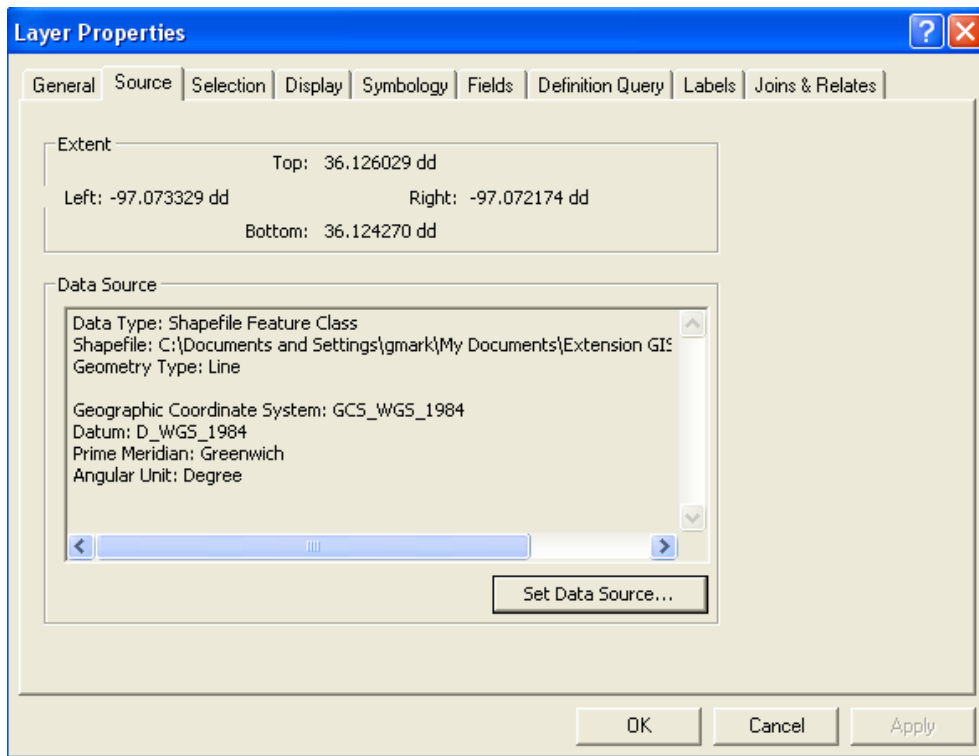 Layer Properties
General Source Selection Display Symbology Fields Definition Query Labels Joins & Relates
Extent
Top: 36.126029 dd
Left: -97.073329 dd Right: -97.072174 dd
Bottom: 36.124270 dd
Data Source
Data Type: Shapefile Feature Class
Shapefile: C:\Documents and Settings\gmark\My Documents\Extension GIS
Geometry Type: Line
Geographic Coordinate System: GCS_WGS_1984
Datum: D_WGS_1984
Prime Meridian: Greenwich
Angular Unit: Degree
Set Data Source...
OK Cancel Apply